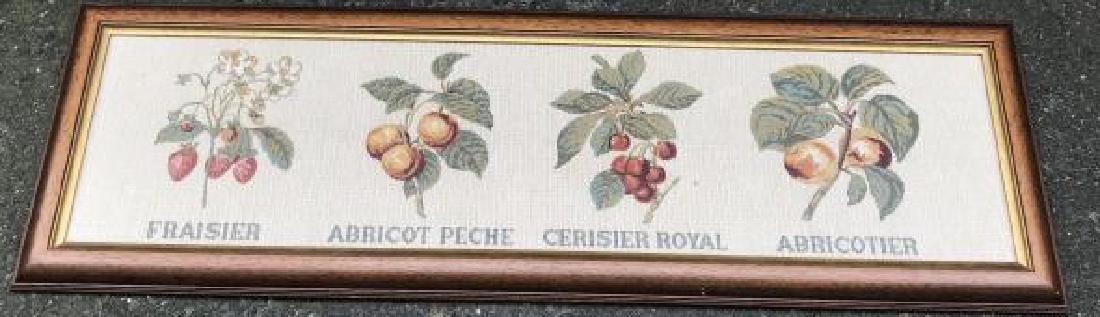 FRAISIER
ABRICOT PECHE
CERISIER ROYAL
ABRICOTIER